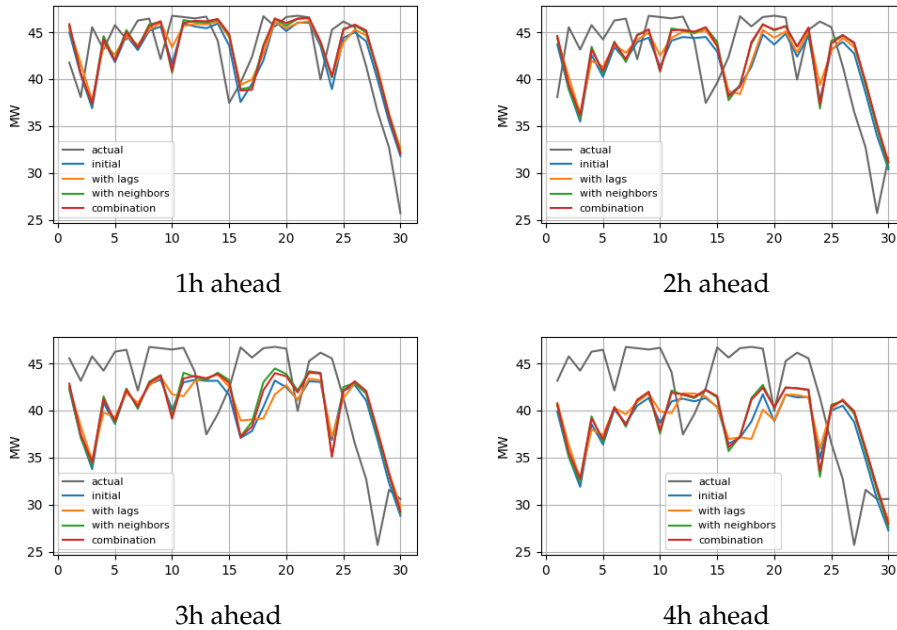 45
40
35
30
25
MW
actual
initial
with lags
with neighbors
combination
0 5 10 15 20 25 30
1h ahead
45
40
35
30
25
MW
actual
initial
with lags
with neighbors
combination
0 5 10 15 20 25 30
2h ahead
45
40
35
30
25
MW
actual
initial
with lags
with neighbors
combination
0 5 10 15 20 25 30
3h ahead
45
40
35
30
25
MW
actual
initial
with lags
with neighbors
combination
0 5 10 15 20 25 30
4h ahead